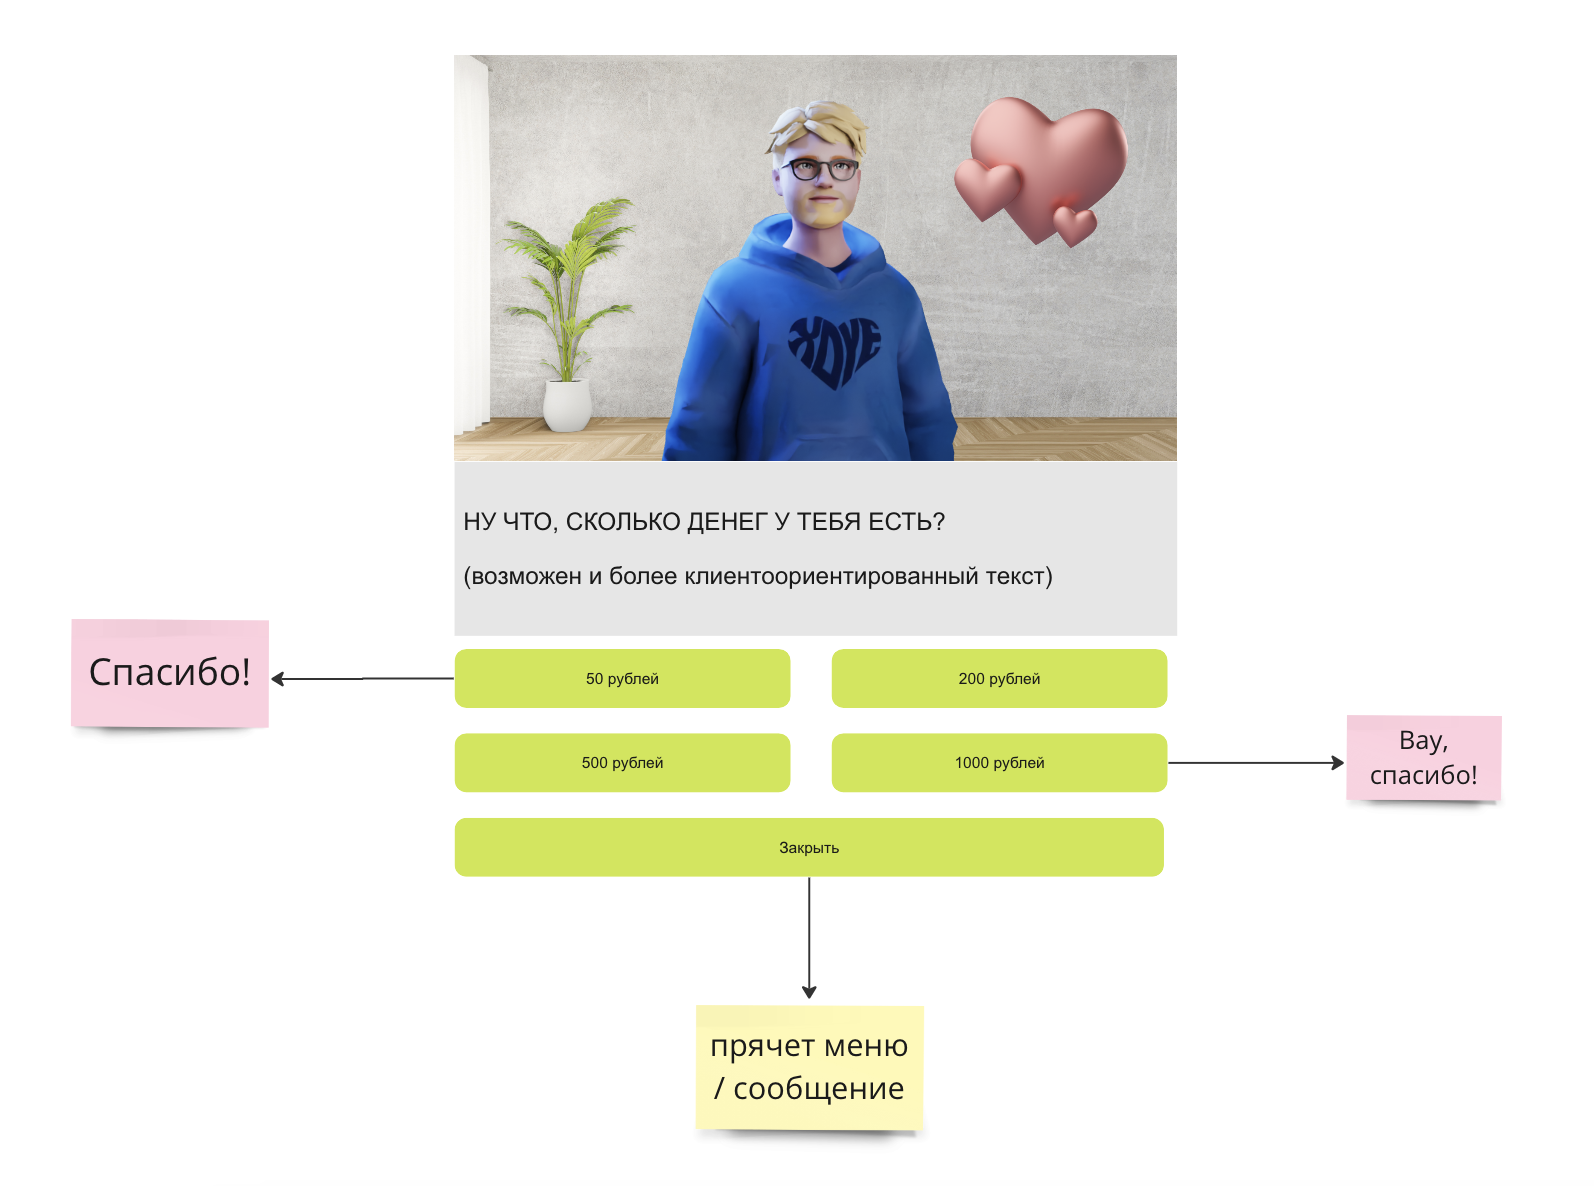 ХДУЕ
НУ ЧТО, СКОЛЬКО ДЕНЕГ У ТЕБЯ ЕСТЬ?
(возможен и более клиентоориентированный текст)
Спасибо!
50 рублей
200 рублей
500 рублей
1000 рублей
Вау,
спасибо!
Закрыть
прячет меню
/ сообщение